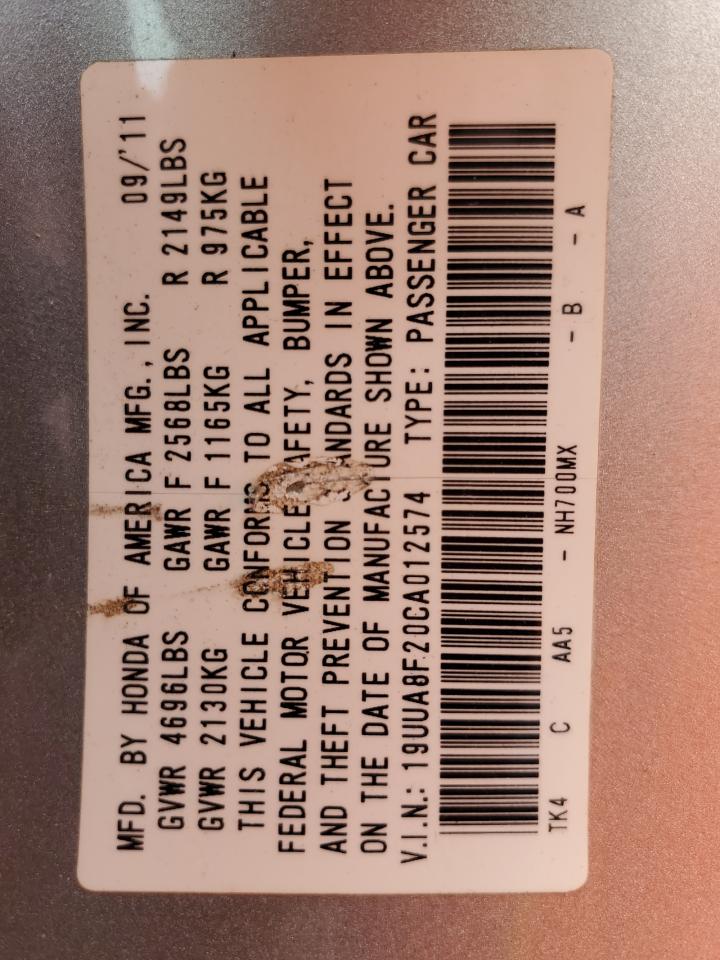 MFD. BY HONDA OF AMERICA MFG., INC. 09/'11
GVWR 4696LBS GAWR F 2568LBS R 2149LBS
GVWR 2130KG GAWR F 1165KG R 975KG
THIS VEHICLE CONFORMS TO ALL APPLICABLE
FEDERAL MOTOR VEHICLE SAFETY, BUMPER,
AND THEFT PREVENTION STANDARDS IN EFFECT
ON THE DATE OF MANUFACTURE SHOWN ABOVE.
V.I.N.: 19UUA8F20CA012574 TYPE: PASSENGER CAR
TK4 C AA5 - NH700MX - B - A